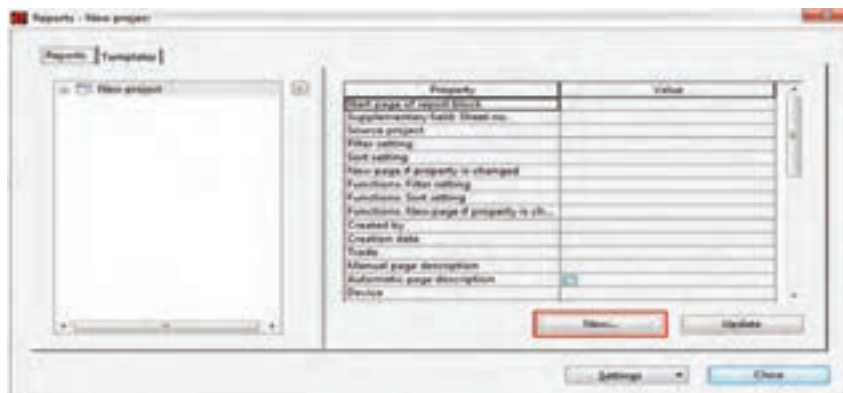 Reports - New project
Reports Templates
New project
Property Value
Start page of report block
Supplementary field: Sheet no.
Source project
Filter setting
Sort setting
New page if property is changed
Functions: Filter setting
Functions: Sort setting
Functions: New page if property is ch...
Created by
Creation date
Trade
Manual page description
Automatic page description
Device
New... Update
Settings Close